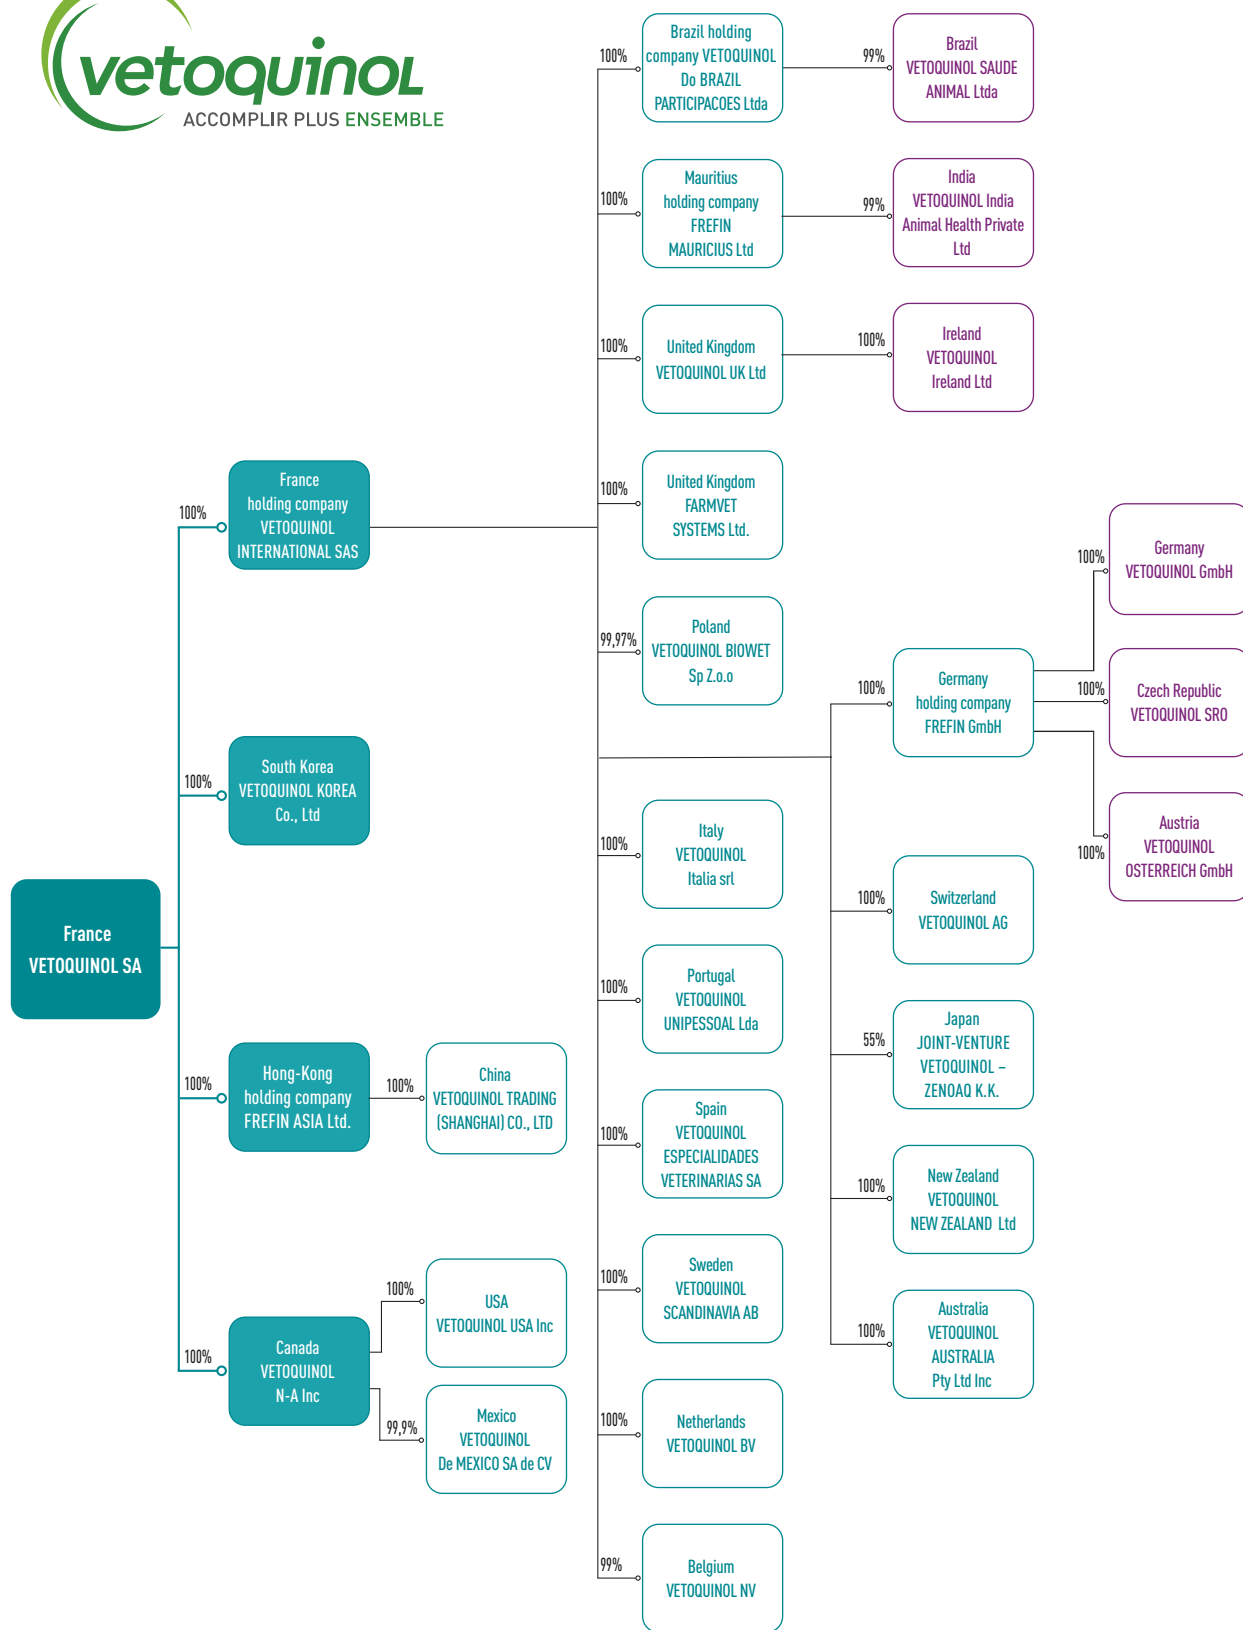 vetoquinol
ACCOMPLIR PLUS ENSEMBLE
France
VETOQUINOL SA
100%
France
holding company
VETOQUINOL
INTERNATIONAL SAS
100%
South Korea
VETOQUINOL KOREA
Co., Ltd
100%
Hong-Kong
holding company
FREFIN ASIA Ltd.
100%
China
VETOQUINOL TRADING
(SHANGHAI) CO., LTD
100%
Canada
VETOQUINOL
N-A Inc
100%
USA
VETOQUINOL USA Inc
99,9%
Mexico
VETOQUINOL
De MEXICO SA de CV
100%
Brazil holding
company VETOQUINOL
Do BRAZIL
PARTICIPACOES Ltda
99%
Brazil
VETOQUINOL SAUDE
ANIMAL Ltda
100%
Mauritius
holding company
FREFIN
MAURICIUS Ltd
99%
India
VETOQUINOL India
Animal Health Private
Ltd
100%
United Kingdom
VETOQUINOL UK Ltd
100%
Ireland
VETOQUINOL
Ireland Ltd
100%
United Kingdom
FARMVET
SYSTEMS Ltd.
99,97%
Poland
VETOQUINOL BIOWET
Sp Z.o.o
100%
Italy
VETOQUINOL
Italia srl
100%
Portugal
VETOQUINOL
UNIPESSOAL Lda
100%
Spain
VETOQUINOL
ESPECIALIDADES
VETERINARIAS SA
100%
Sweden
VETOQUINOL
SCANDINAVIA AB
100%
Netherlands
VETOQUINOL BV
99%
Belgium
VETOQUINOL NV
100%
Germany
holding company
FREFIN GmbH
100%
Germany
VETOQUINOL GmbH
100%
Czech Republic
VETOQUINOL SRO
100%
Austria
VETOQUINOL
OSTERREICH GmbH
100%
Switzerland
VETOQUINOL AG
55%
Japan
JOINT-VENTURE
VETOQUINOL –
ZENOAQ K.K.
100%
New Zealand
VETOQUINOL
NEW ZEALAND Ltd
100%
Australia
VETOQUINOL
AUSTRALIA
Pty Ltd Inc